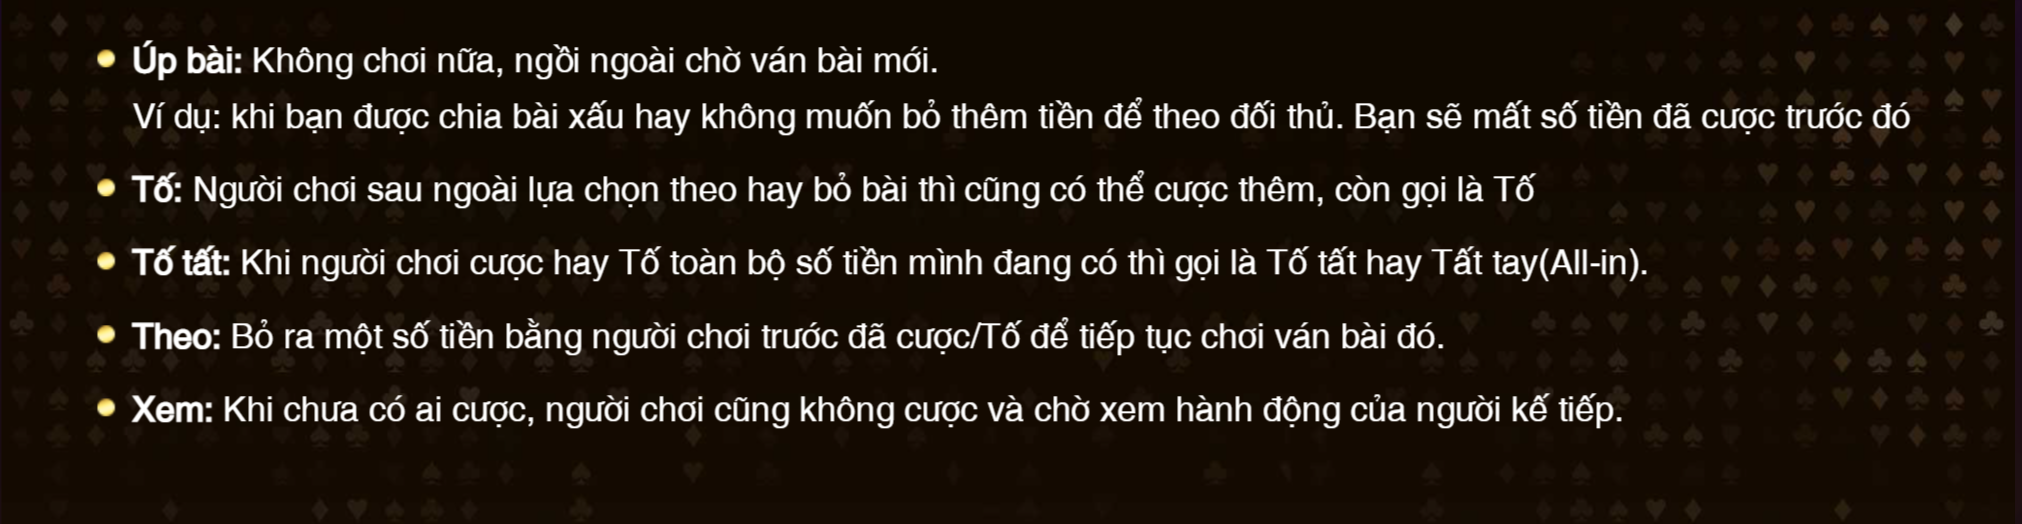 Úp bài: Không chơi nữa, ngồi ngoài chờ ván bài mới.
Ví dụ: khi bạn được chia bài xấu hay không muốn bỏ thêm tiền để theo đối thủ. Bạn sẽ mất số tiền đã cược trước đó
Tố: Người chơi sau ngoài lựa chọn theo hay bỏ bài thì cũng có thể cược thêm, còn gọi là Tố
Tố tất: Khi người chơi cược hay Tố toàn bộ số tiền mình đang có thì gọi là Tố tất hay Tất tay(All-in).
Theo: Bỏ ra một số tiền bằng người chơi trước đã cược/Tố để tiếp tục chơi ván bài đó.
Xem: Khi chưa có ai cược, người chơi cũng không cược và chờ xem hành động của người kế tiếp.